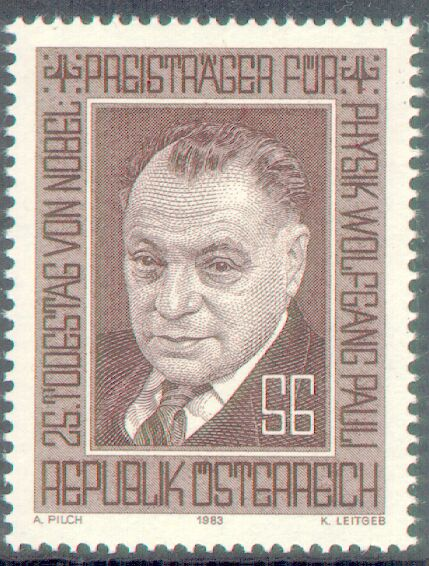 25. TODESTAG VON NOBEL-
PREISTRÄGER FÜR
PHYSIK WOLFGANG PAULI
S6
REPUBLIK ÖSTERREICH
A. PILCH 1983 K. LEITGEB